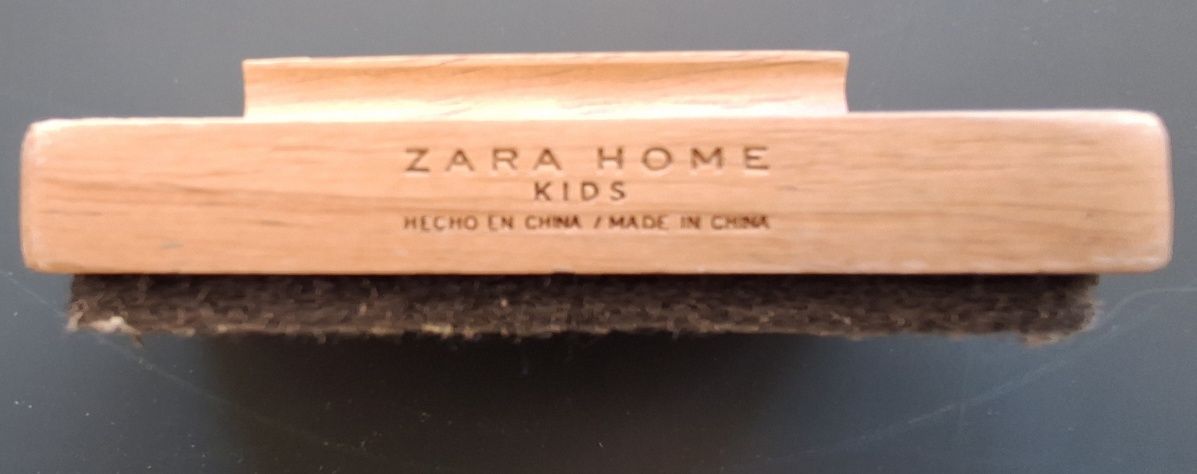 ZARA HOME
KIDS
HECHO EN CHINA / MADE IN CHINA